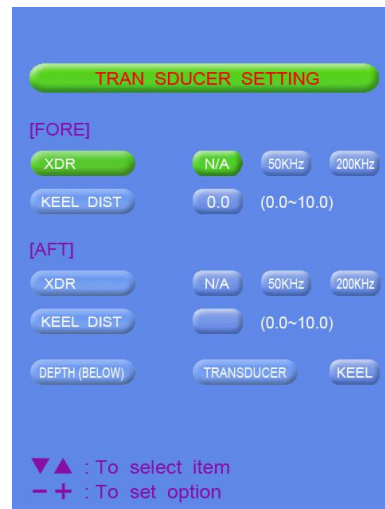 TRAN SDUCER SETTING
[FORE]
XDR N/A 50KHz 200KHz
KEEL DIST 0.0 (0.0~10.0)
[AFT]
XDR N/A 50KHz 200KHz
KEEL DIST (0.0~10.0)
DEPTH (BELOW) TRANSDUCER KEEL
▼▲ : To select item
− + : To set option